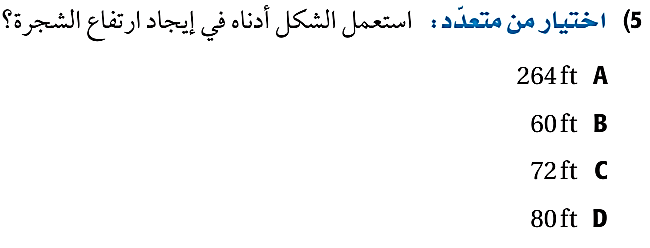 5) اختيار من متعدّد: استعمل الشكل أدناه في إيجاد ارتفاع الشجرة؟
264 ft A
60 ft B
72 ft C
80 ft D